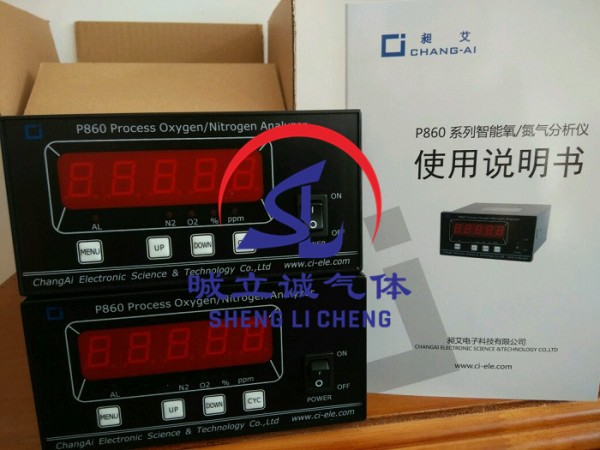 昶 艾
CHANG-AI
P860 系列智能氧/氮气分析仪
使用说明书
昶艾电子科技有限公司
CHANGAI ELECTRONIC SCIENCE &TECHNOLOGY CO.,LTD
www.ci-ele.com
P860 Process Oxygen/Nitrogen Analyzer
AL N2 O2 % ppm
ON
MENU UP DOWN
POWER OFF
ChangAi Electronic Science & Technology Co.,Ltd www.ci-ele.com
SL
晠立诚气体
SHENG LI CHENG
P860 Process Oxygen/Nitrogen Analyzer
ON
AL N2 O2 % ppm
OFF
MENU UP DOWN CYC
POWER
ChangAi Electronic Science & Technology Co.,Ltd www.ci-ele.com